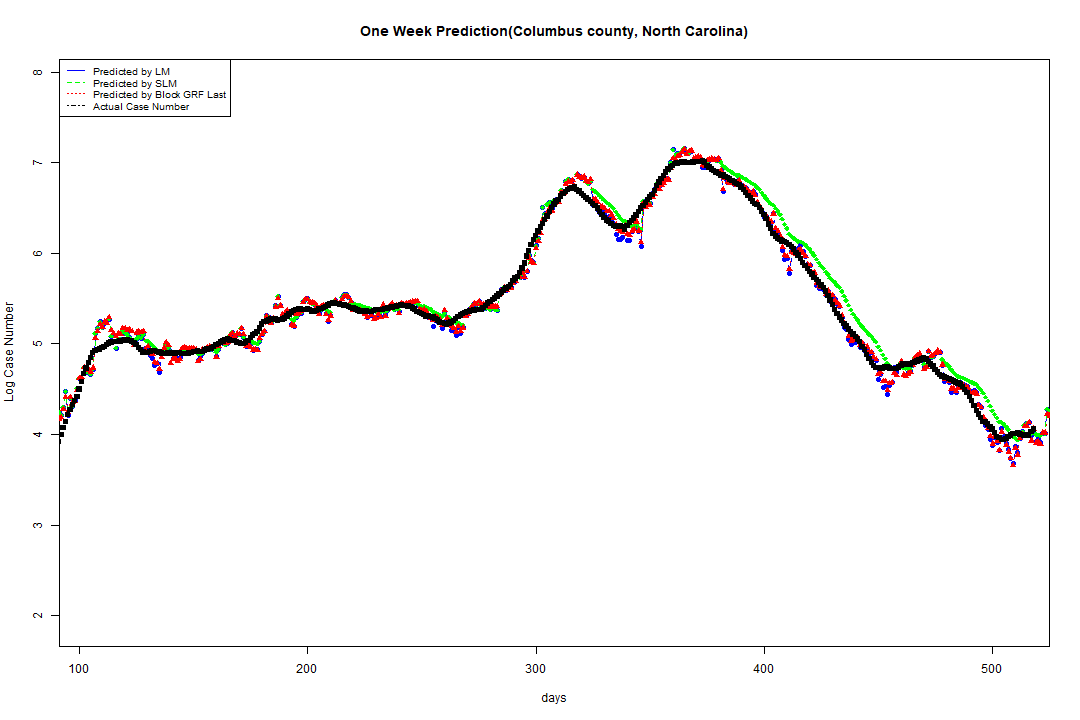 One Week Prediction(Columbus county, North Carolina)
Predicted by LM
Predicted by SLM
Predicted by Block GRF Last
Actual Case Number
Log Case Number
8
7
6
5
4
3
2
100 200 300 400 500
days